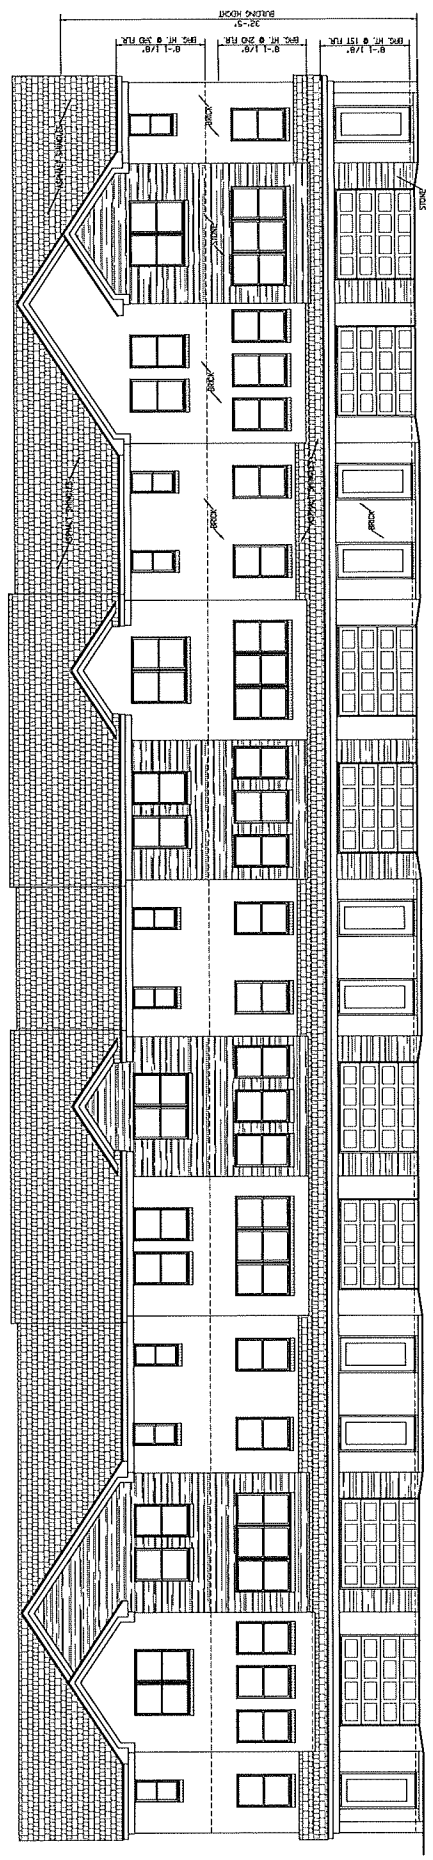 BUILDING HEIGHT
32'-5"
BRG. HT. @ 3RD FLR.
8'-1 1/8"
BRG. HT. @ 2ND FLR.
8'-1 1/8"
BRG. HT. @ 1ST FLR.
8'-1 1/8"
ASPHALT SHINGLES
BRICK
STONE
STONE
BRICK
ASPHALT SHINGLES
BRICK
ASPHALT SHINGLES
BRICK